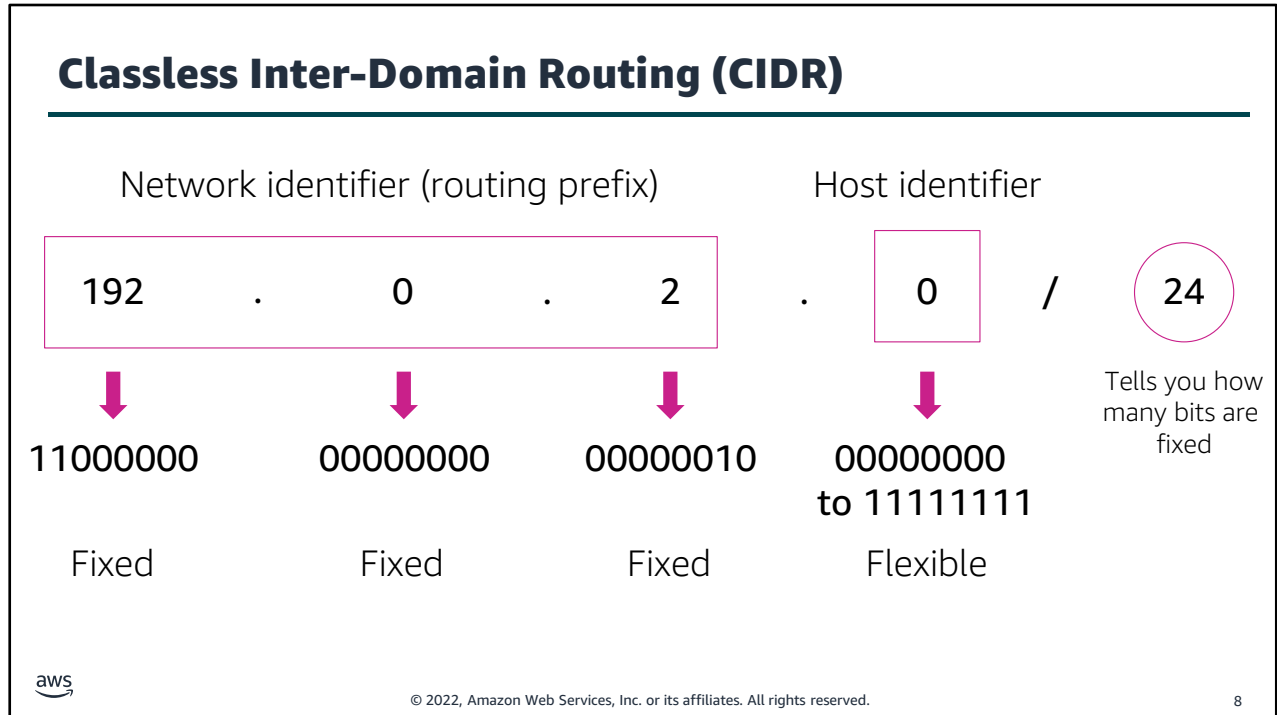 Classless Inter-Domain Routing (CIDR)
Network identifier (routing prefix) Host identifier
192 . 0 . 2 . 0 / 24
Tells you how
many bits are
fixed
11000000 00000000 00000010 00000000
to 11111111
Fixed Fixed Fixed Flexible
aws
© 2022, Amazon Web Services, Inc. or its affiliates. All rights reserved.
8